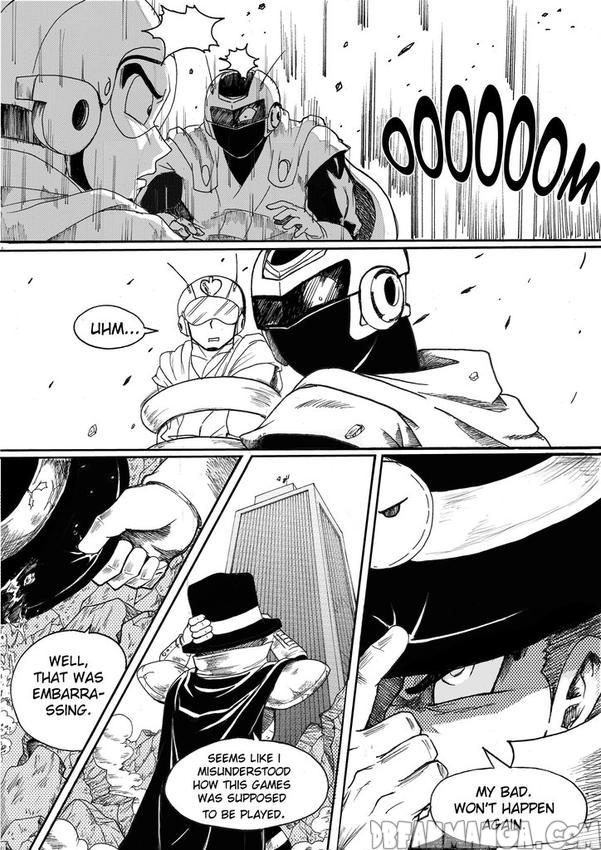 OOOOOOM
UHM...
WELL,
THAT WAS
EMBARRA-
SSING.
SEEMS LIKE I
MISUNDERSTOOD
HOW THIS GAMES
WAS SUPPOSED
TO BE PLAYED.
MY BAD.
WON'T HAPPEN
AGAIN
DBFANMANGA.COM